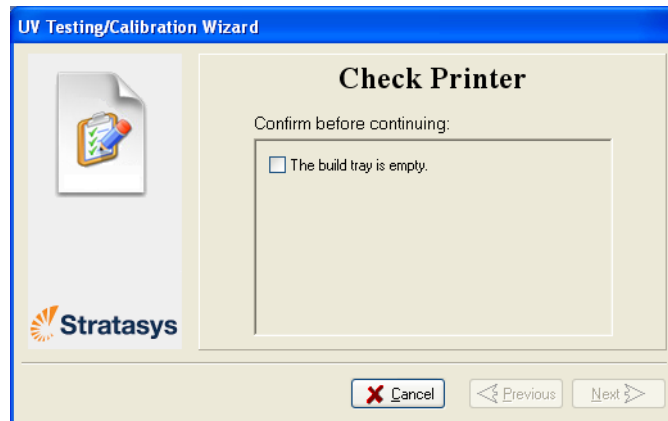 UV Testing/Calibration Wizard
Check Printer
Confirm before continuing:
The build tray is empty.
Stratasys
Cancel
Previous
Next